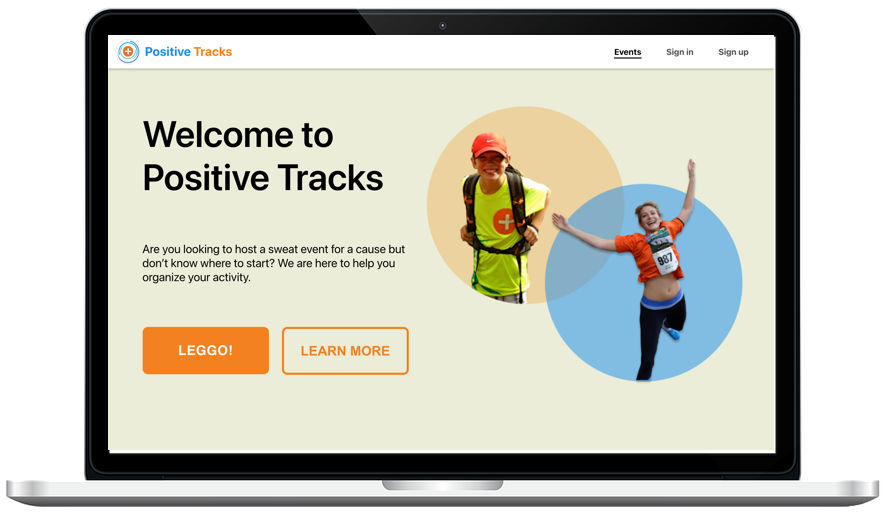 Positive Tracks
Events
Sign in
Sign up
Welcome to
Positive Tracks
Are you looking to host a sweat event for a cause but
don't know where to start? We are here to help you
organize your activity.
LEGGO!
LEARN MORE
987